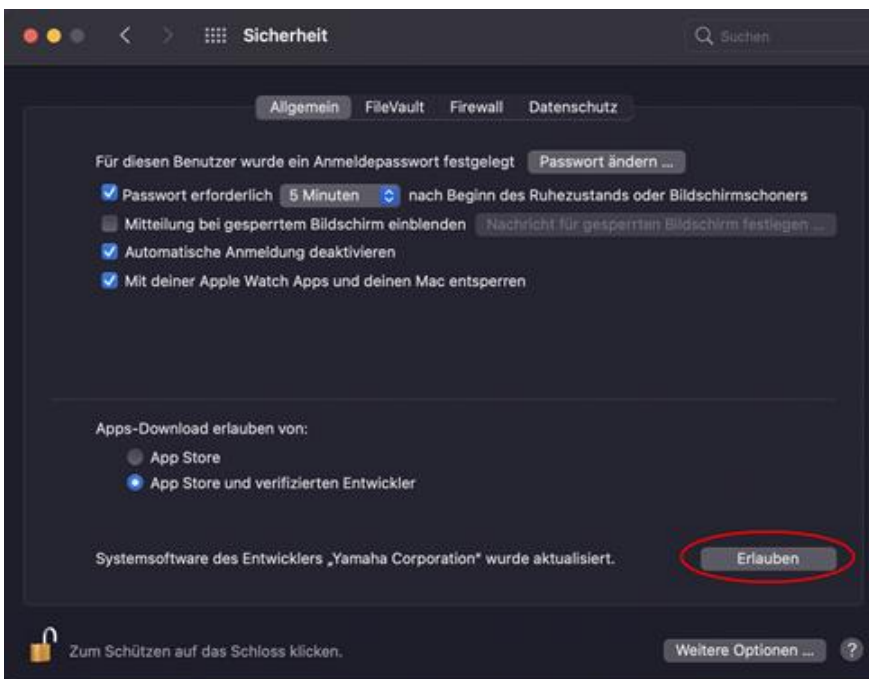 Sicherheit
Suchen
Allgemein FileVault Firewall Datenschutz
Für diesen Benutzer wurde ein Anmeldepasswort festgelegt Passwort ändern ...
Passwort erforderlich 5 Minuten nach Beginn des Ruhezustands oder Bildschirmschoners
Mitteilung bei gesperrtem Bildschirm einblenden Nachricht für gesperrten Bildschirm festlegen ...
Automatische Anmeldung deaktivieren
Mit deiner Apple Watch Apps und deinen Mac entsperren
Apps-Download erlauben von:
App Store
App Store und verifizierten Entwickler
Systemsoftware des Entwicklers „Yamaha Corporation“ wurde aktualisiert. Erlauben
Zum Schützen auf das Schloss klicken. Weitere Optionen ... ?